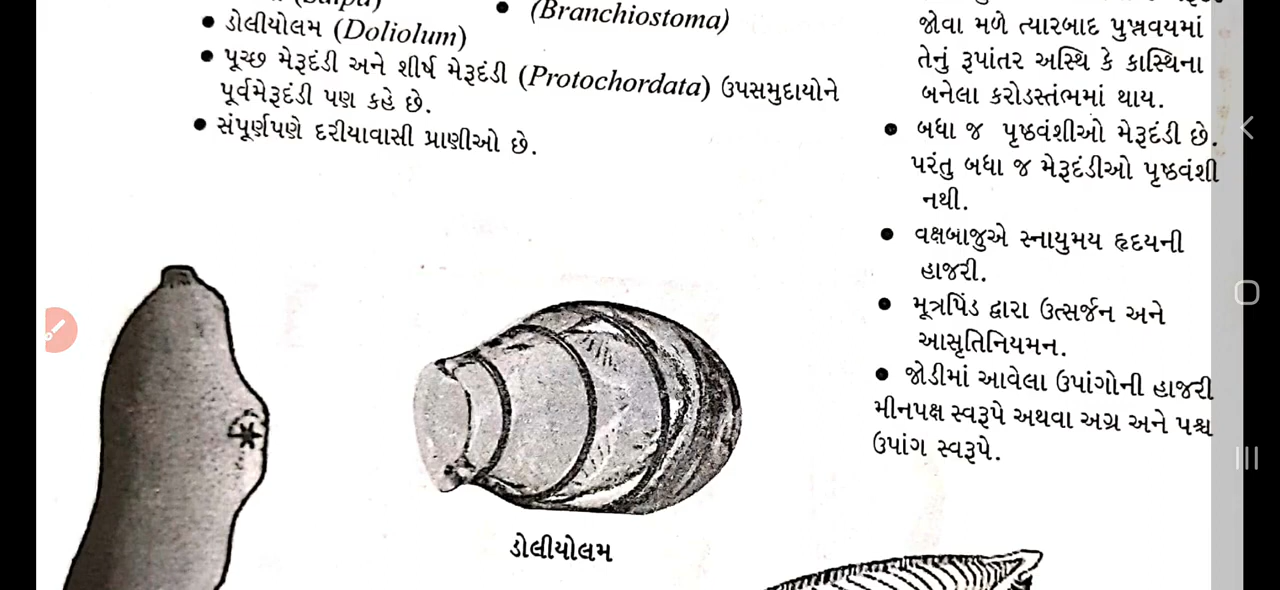 (Salpa)
• ડોલીયોલમ (Doliolum)
• (Branchiostoma)
• પૂચ્છ મેરૂદંડી અને શીર્ષ મેરૂદંડી (Protochordata) ઉપસમુદાયોને
પૂર્વમેરૂદંડી પણ કહે છે.
• સંપૂર્ણપણે દરીયાવાસી પ્રાણીઓ છે.
ડોલીયોલમ
જોવા મળે ત્યારબાદ પુખ્તવયમાં
તેનું રૂપાંતર અસ્થિ કે કાસ્થિના
બનેલા કરોડસ્તંભમાં થાય.
• બધા જ પૃષ્ઠવંશીઓ મેરૂદંડી છે.
પરંતુ બધા જ મેરૂદંડીઓ પૃષ્ઠવંશી
નથી.
• વક્ષબાજુએ સ્નાયુમય હૃદયની
હાજરી.
• મૂત્રપિંડ દ્વારા ઉત્સર્જન અને
આસૃતિનિયમન.
• જોડીમાં આવેલા ઉપાંગોની હાજરી
મીનપક્ષ સ્વરૂપે અથવા અગ્ર અને પશ્ચ
ઉપાંગ સ્વરૂપે.